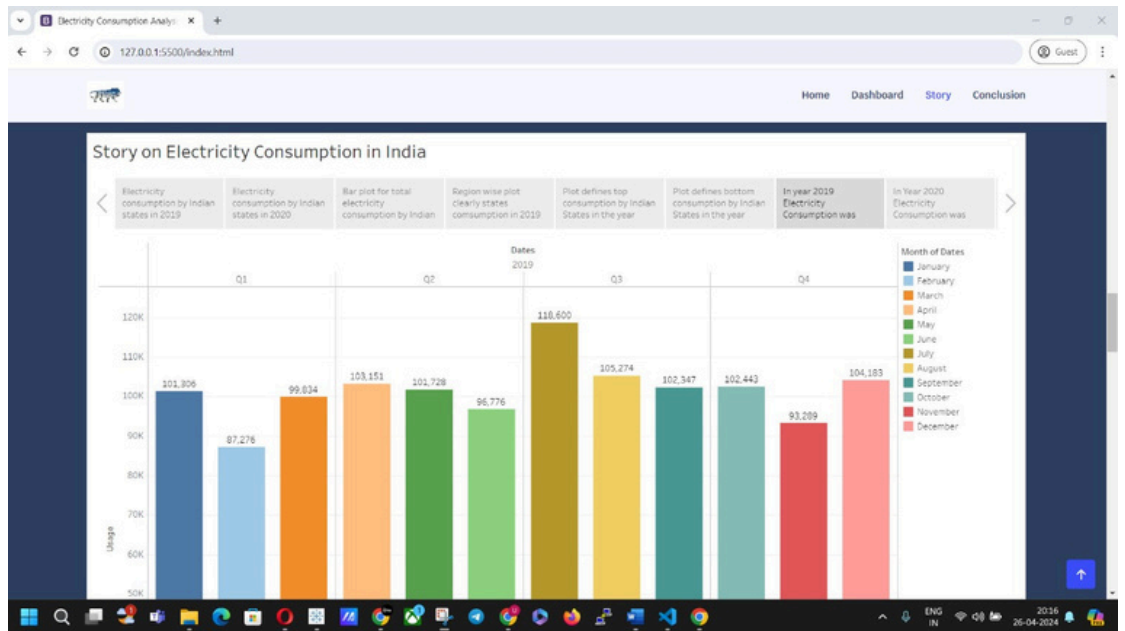 Electricity Consumption Analys
127.0.0.1:5500/index.html
Guest
Home Dashboard Story Conclusion
Story on Electricity Consumption in India
Electricity consumption by Indian states in 2019
Electricity consumption by Indian states in 2020
Bar plot for total electricity consumption by Indian
Region wise plot clearly states comsumption in 2019
Plot defines top consumption by Indian States in the year
Plot defines bottom consumption by Indian States in the year
In year 2019 Electricity Consumption was
In Year 2020 Electricity Consumption was
Dates
2019
Q1 Q2 Q3 Q4
Month of Dates
January
February
March
April
May
June
July
August
September
October
November
December
120K
110K
100K
90K
80K
70K
60K
50K
Usage
101,306
87,276
99,834
103,151
101,728
96,776
118,600
105,274
102,347
102,443
93,289
104,183
ENG
IN
20:16
26-04-2024